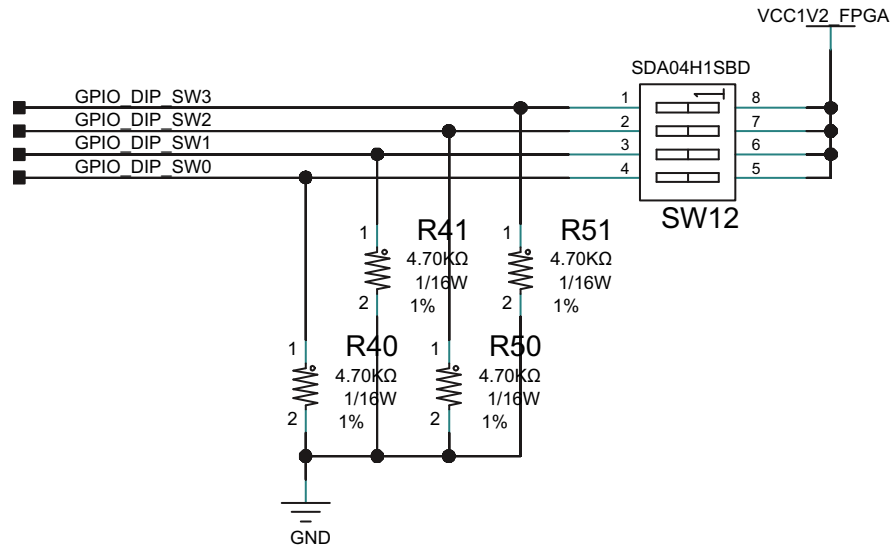 VCC1V2_FPGA
SDA04H1SBD
GPIO_DIP_SW3
1
8
GPIO_DIP_SW2
2
7
GPIO_DIP_SW1
3
6
GPIO_DIP_SW0
4
5
1
SW12
1
R41
4.70KΩ
1/16W
1%
2
1
R51
4.70KΩ
1/16W
1%
2
1
R40
4.70KΩ
1/16W
1%
2
1
R50
4.70KΩ
1/16W
1%
2
GND